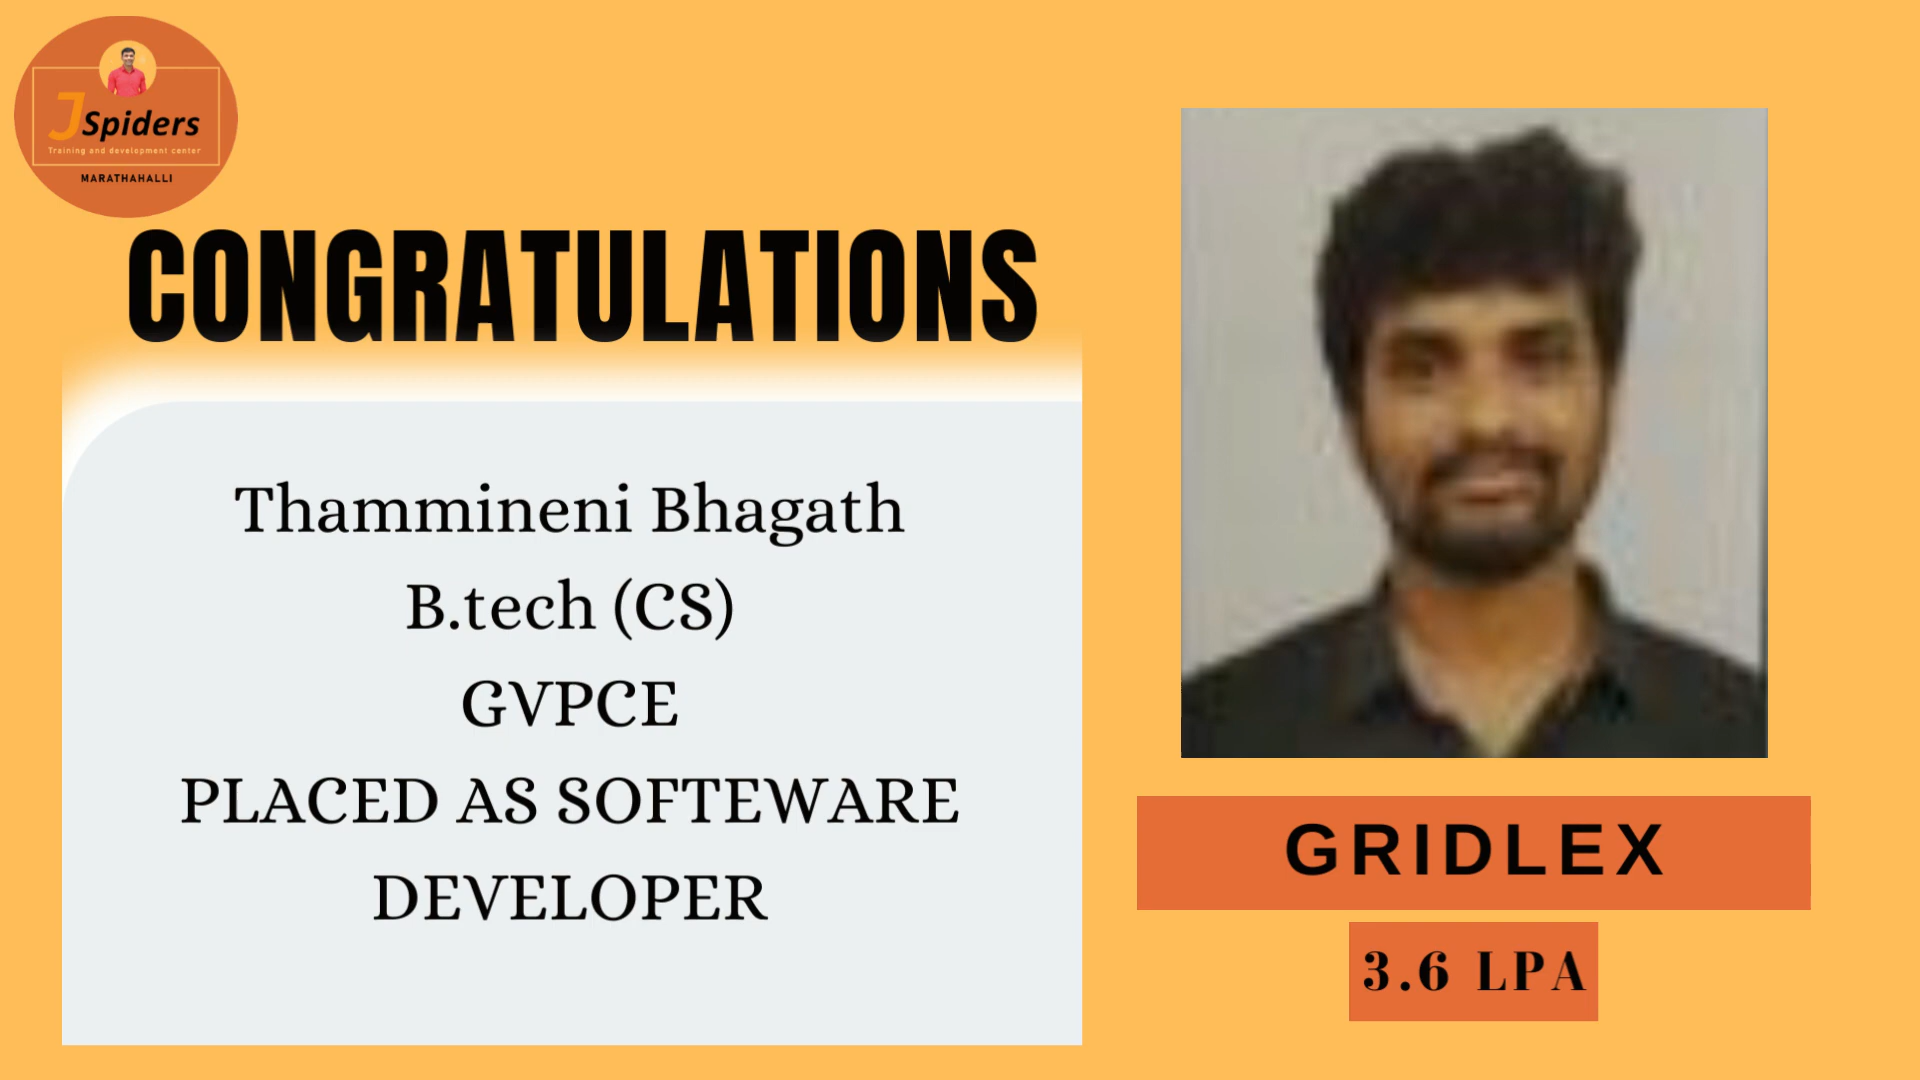 JSpiders
Training and development center
MARATHAHALLI
CONGRATULATIONS
Thammineni Bhagath
B.tech (CS)
GVPCE
PLACED AS SOFTEWARE
DEVELOPER
GRIDLEX
3.6 LPA